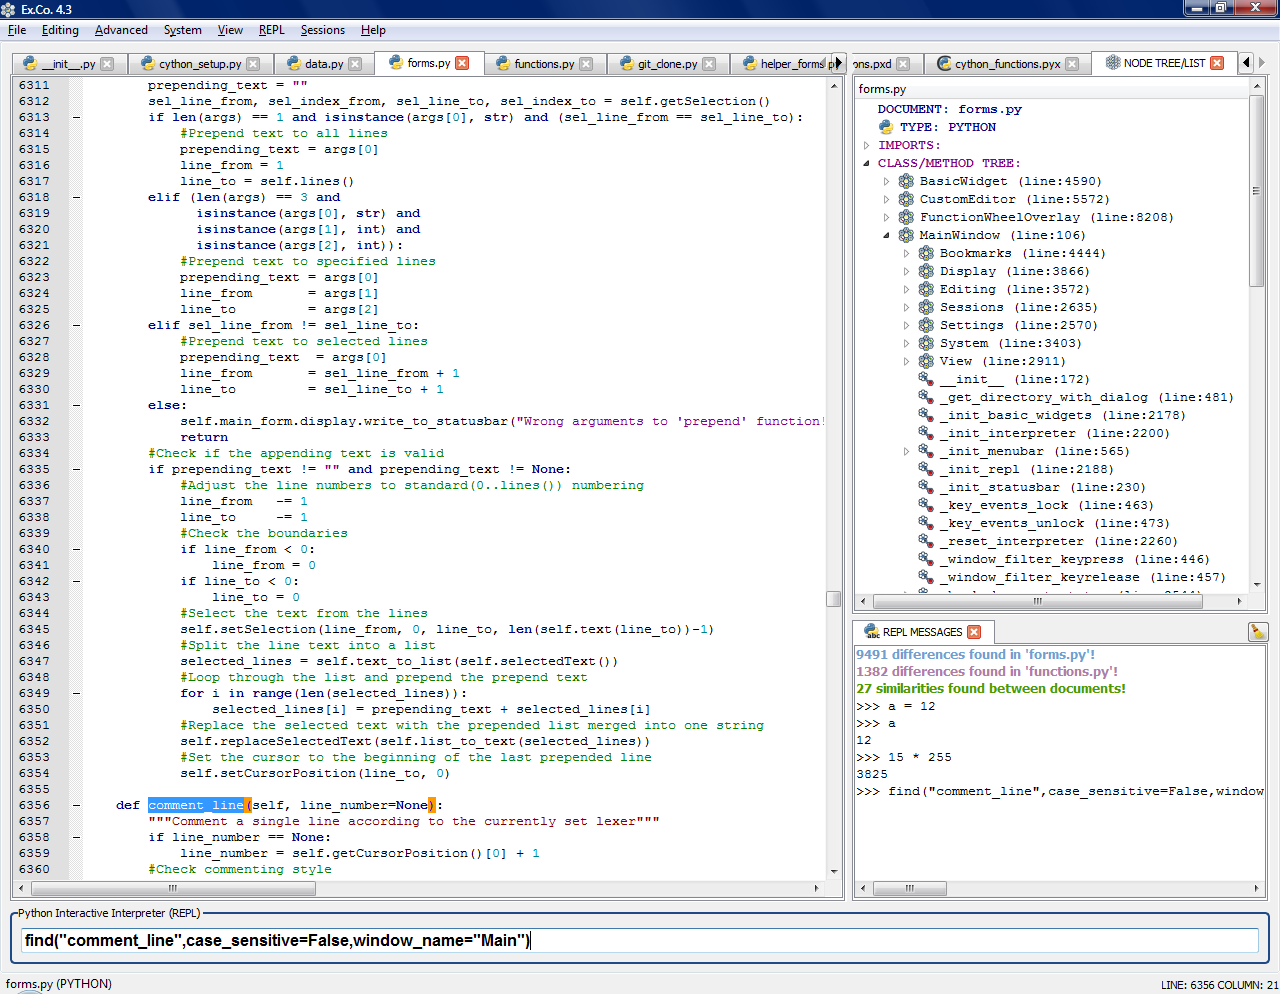 Ex.Co. 4.3
File Editing Advanced System View REPL Sessions Help
__init__.py cython_setup.py data.py forms.py functions.py git_clone.py helper_forms
6311 prepending_text = ""
6312 sel_line_from, sel_index_from, sel_line_to, sel_index_to = self.getSelection()
6313 if len(args) == 1 and isinstance(args[0], str) and (sel_line_from == sel_line_to):
6314 #Prepend text to all lines
6315 prepending_text = args[0]
6316 line_from = 1
6317 line_to = self.lines()
6318 elif (len(args) == 3 and
6319 isinstance(args[0], str) and
6320 isinstance(args[1], int) and
6321 isinstance(args[2], int)):
6322 #Prepend text to specified lines
6323 prepending_text = args[0]
6324 line_from = args[1]
6325 line_to = args[2]
6326 elif sel_line_from != sel_line_to:
6327 #Prepend text to selected lines
6328 prepending_text = args[0]
6329 line_from = sel_line_from + 1
6330 line_to = sel_line_to + 1
6331 else:
6332 self.main_form.display.write_to_statusbar("Wrong arguments to 'prepend' function!
6333 return
6334 #Check if the appending text is valid
6335 if prepending_text != "" and prepending_text != None:
6336 #Adjust the line numbers to standard(0..lines()) numbering
6337 line_from -= 1
6338 line_to -= 1
6339 #Check the boundaries
6340 if line_from < 0:
6341 line_from = 0
6342 if line_to < 0:
6343 line_to = 0
6344 #Select the text from the lines
6345 self.setSelection(line_from, 0, line_to, len(self.text(line_to))-1)
6346 #Split the line text into a list
6347 selected_lines = self.text_to_list(self.selectedText())
6348 #Loop through the list and prepend the prepend text
6349 for i in range(len(selected_lines)):
6350 selected_lines[i] = prepending_text + selected_lines[i]
6351 #Replace the selected text with the prepended list merged into one string
6352 self.replaceSelectedText(self.list_to_text(selected_lines))
6353 #Set the cursor to the beginning of the last prepended line
6354 self.setCursorPosition(line_to, 0)
6355
6356 def comment_line(self, line_number=None):
6357 """Comment a single line according to the currently set lexer"""
6358 if line_number == None:
6359 line_number = self.getCursorPosition()[0] + 1
6360 #Check commenting style
ons.pxd cython_functions.pyx NODE TREE/LIST
forms.py
DOCUMENT: forms.py
TYPE: PYTHON
IMPORTS:
CLASS/METHOD TREE:
BasicWidget (line:4590)
CustomEditor (line:5572)
FunctionWheelOverlay (line:8208)
MainWindow (line:106)
Bookmarks (line:4444)
Display (line:3866)
Editing (line:3572)
Sessions (line:2635)
Settings (line:2570)
System (line:3403)
View (line:2911)
__init__ (line:172)
_get_directory_with_dialog (line:481)
_init_basic_widgets (line:2178)
_init_interpreter (line:2200)
_init_menubar (line:565)
_init_repl (line:2188)
_init_statusbar (line:230)
_key_events_lock (line:463)
_key_events_unlock (line:473)
_reset_interpreter (line:2260)
_window_filter_keypress (line:446)
_window_filter_keyrelease (line:457)
REPL MESSAGES
9491 differences found in 'forms.py'!
1382 differences found in 'functions.py'!
27 similarities found between documents!
>>> a = 12
>>> a
12
>>> 15 * 255
3825
>>> find("comment_line",case_sensitive=False,window
Python Interactive Interpreter (REPL)
find("comment_line",case_sensitive=False,window_name="Main")
forms.py (PYTHON)
LINE: 6356 COLUMN: 21